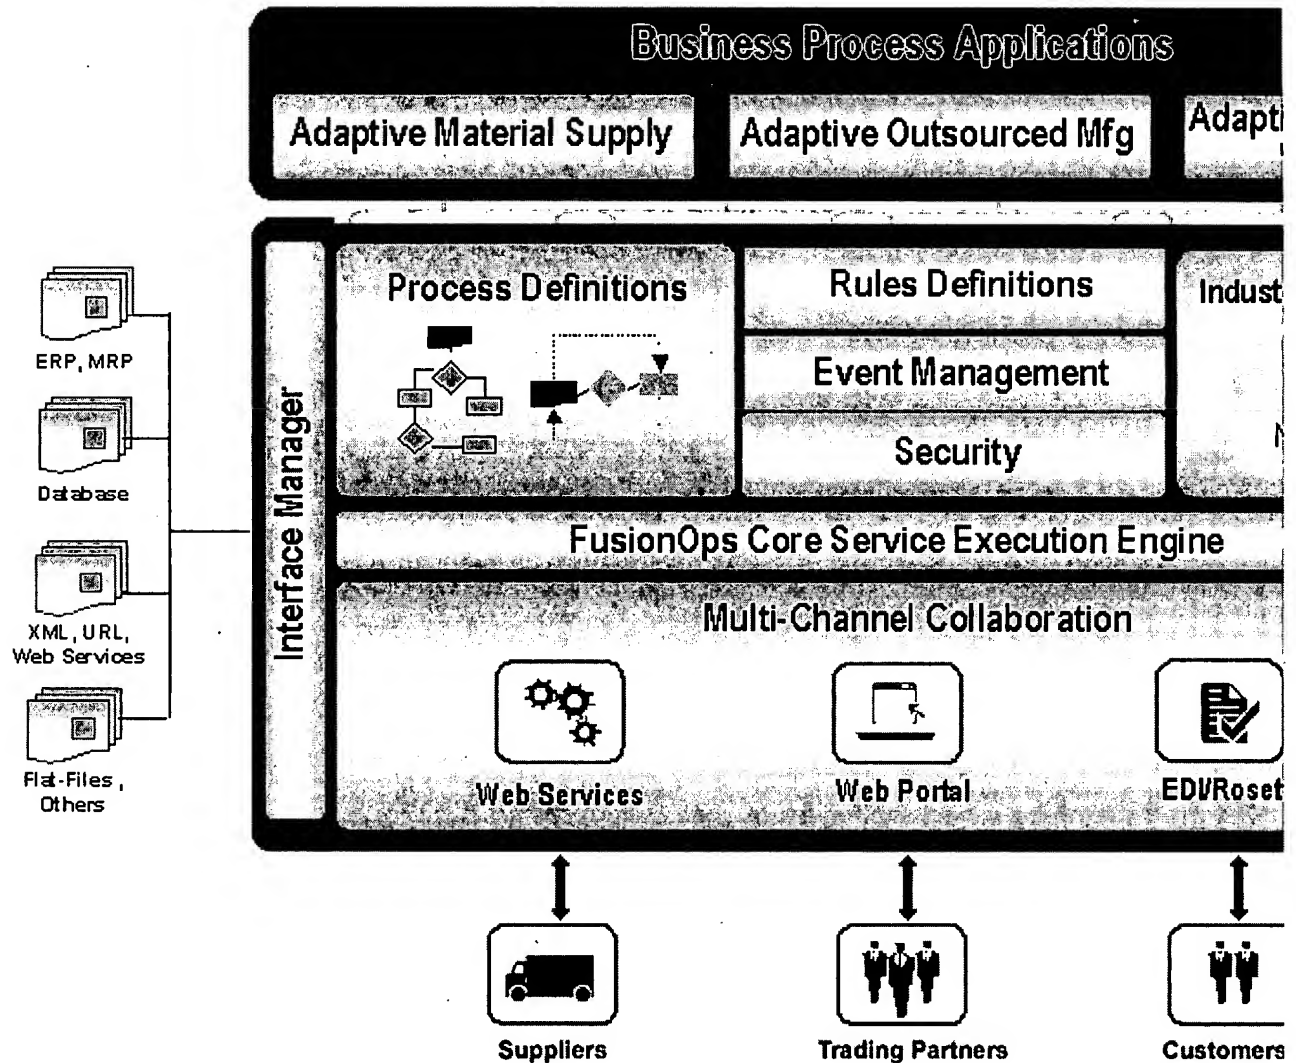 Business Process Applications
Adaptive Material Supply
Adaptive Outsourced Mfg
Adapti
Interface Manager
Process Definitions
Rules Definitions
Event Management
Security
Indust
N
FusionOps Core Service Execution Engine
Multi-Channel Collaboration
Web Services
Web Portal
EDI/Roset
ERP, MRP
Database
XML, URL,
Web Services
Flat-Files ,
Others
Suppliers
Trading Partners
Customers